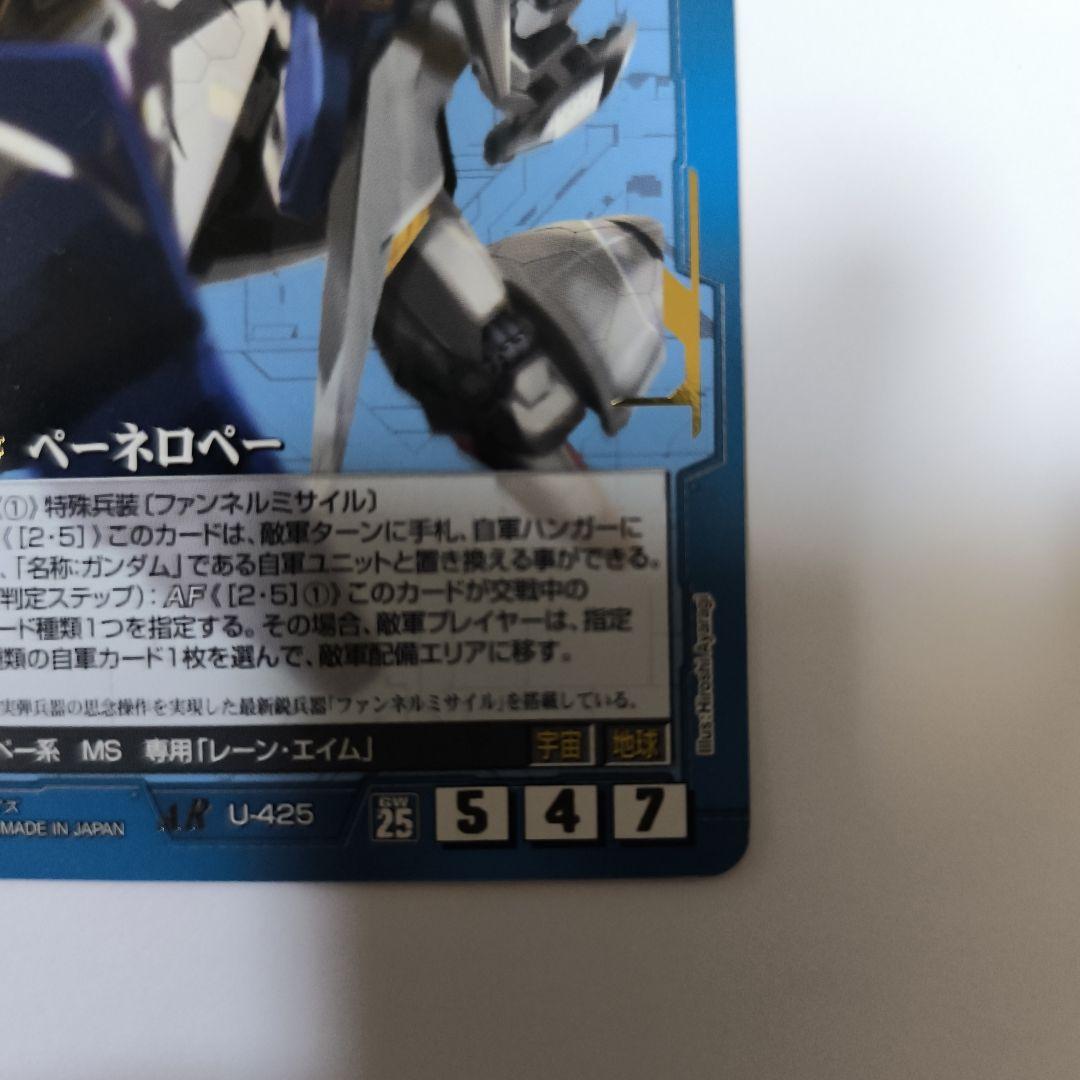 ペーネロペー
《①》特殊兵装〔ファンネルミサイル〕
《[2・5]》このカードは、敵軍ターンに手札、自軍ハンガーに
、「名称:ガンダム」である自軍ユニットと置き換える事ができる。
判定ステップ):AF《[2・5]①》このカードが交戦中の
ード種類1つを指定する。その場合、敵軍プレイヤーは、指定
種類の自軍カード1枚を選んで、敵軍配備エリアに移す。
実弾兵器の思念操作を実現した最新鋭兵器「ファンネルミサイル」を搭載している。
ペー系 MS 専用「レーン・エイム」 宇宙 地球
Illus:Hiroshi Ayaragi
MADE IN JAPAN
AR U-425 GW 25 5 4 7